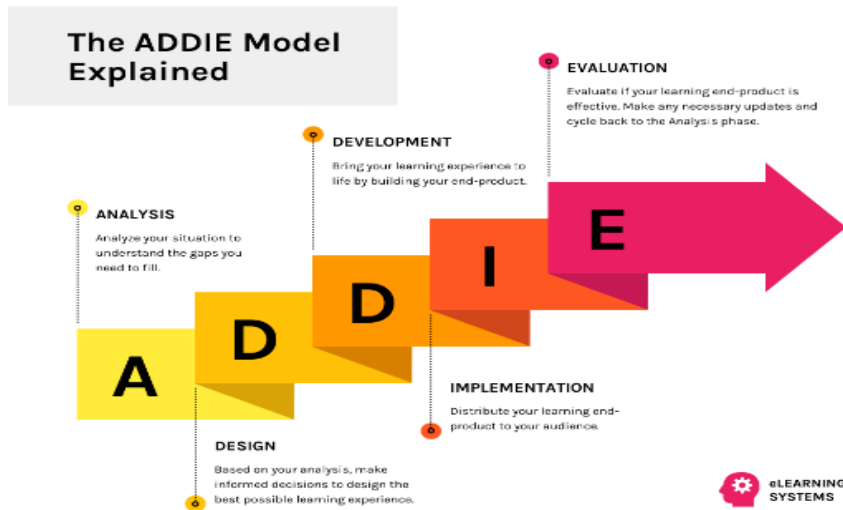 The ADDIE Model
Explained
EVALUATION
Evaluate if your learning end-product is
effective. Make any necessary updates and
cycle back to the Analysis phase.
DEVELOPMENT
Bring your learning experience to
life by building your end-product.
ANALYSIS
Analyze your situation to
understand the gaps you
need to fill.
A
D
D
I
E
IMPLEMENTATION
Distribute your learning end-
product to your audience.
DESIGN
Based on your analysis, make
informed decisions to design the
best possible learning experience.
eLEARNING
SYSTEMS